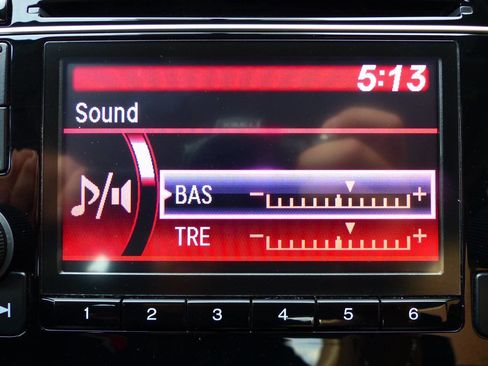 5:13
Sound
BAS - +
TRE - +
1 2 3 4 5 6